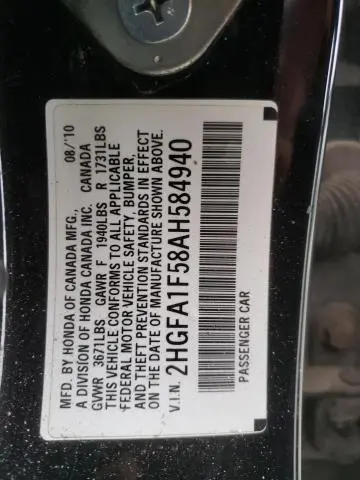 MFD. BY HONDA OF CANADA MFG., 08/'10
A DIVISION OF HONDA CANADA INC. CANADA
GVWR 3671LBS GAWR F 1940LBS R 1731LBS
THIS VEHICLE CONFORMS TO ALL APPLICABLE
FEDERAL MOTOR VEHICLE SAFETY, BUMPER,
AND THEFT PREVENTION STANDARDS IN EFFECT
ON THE DATE OF MANUFACTURE SHOWN ABOVE.
V.I.N. 2HGFA1F58AH584940
PASSENGER CAR